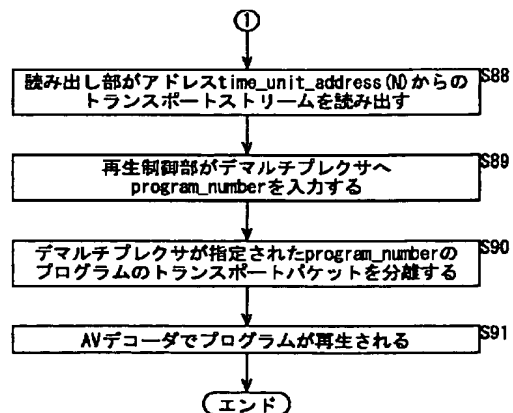 ①
読み出し部がアドレスtime_unit_address(N)からの
トランスポートストリームを読み出す
S88
再生制御部がデマルチプレクサへ
program_numberを入力する
S89
デマルチプレクサが指定されたprogram_numberの
プログラムのトランスポートパケットを分離する
S90
AVデコーダでプログラムが再生される
S91
エンド